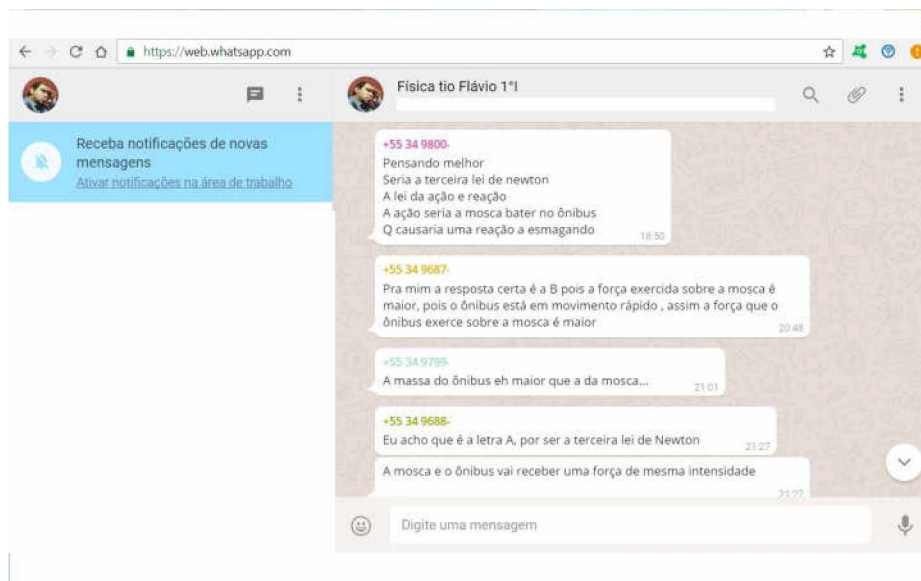 https://web.whatsapp.com
Física tio Flávio 1°I
Receba notificações de novas
mensagens
Ativar notificações na área de trabalho
+55 34 9800-
Pensando melhor
Seria a terceira lei de newton
A lei da ação e reação
A ação seria a mosca bater no ônibus
Q causaria uma reação a esmagando
18:55
+55 34 9687-
Pra mim a resposta certa é a B pois a força exercida sobre a mosca é
maior, pois o ônibus está em movimento rápido , assim a força que o
ônibus exerce sobre a mosca é maior
20:48
+55 34 9799-
A massa do ônibus eh maior que a da mosca...
21:01
+55 34 9688-
Eu acho que é a letra A, por ser a terceira lei de Newton
21:27
A mosca e o ônibus vai receber uma força de mesma intensidade
21:27
Digite uma mensagem